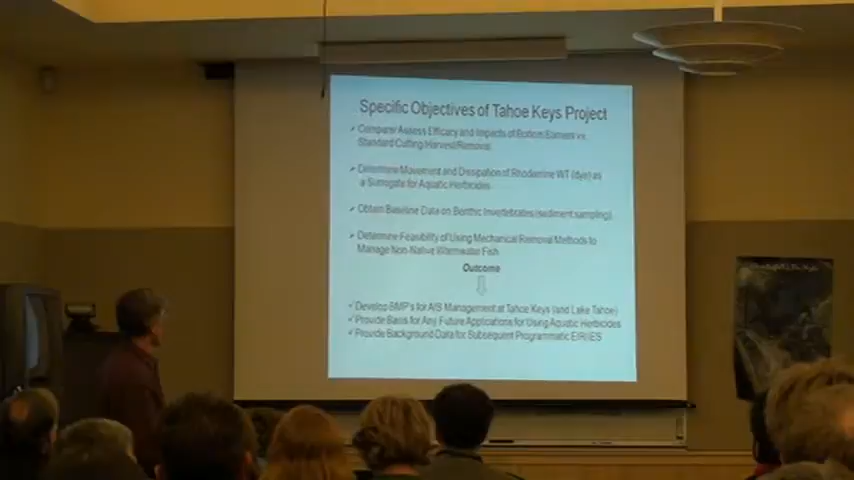 Specific Objectives of Tahoe Keys Project
✓ Compare/Assess Efficacy and Impacts of Bottom Barriers vs.
Standard Cutting Harvest/Removal
➢ Determine Movement and Dissipation of Rhodamine WT (dye) as
a Surrogate for Aquatic Herbicides
➢ Obtain Baseline Data on Benthic Invertebrates (sediment sampling)
➢ Determine Feasibility of Using Mechanical Removal Methods to
Manage Non-Native Warmwater Fish
Outcome
✓ Develop BMP's for AIS Management at Tahoe Keys (and Lake Tahoe)
✓ Provide Basis for Any Future Applications for Using Aquatic Herbicides
✓ Provide Background Data for Subsequent Programmatic EIR/IES